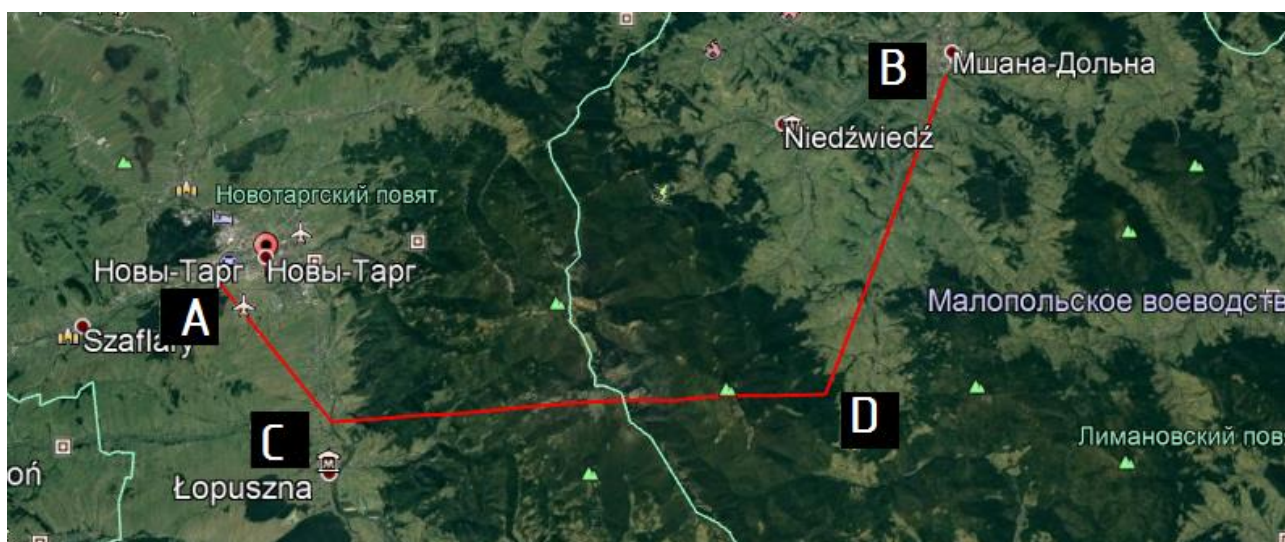 B
Мшана-Дольна
Niedźwiedź
Новотаргский повят
Новы-Тарг
Новы-Тарг
A
Szaflary
Малопольское воеводств
D
C
Лимановский пов
oń
Łopuszna